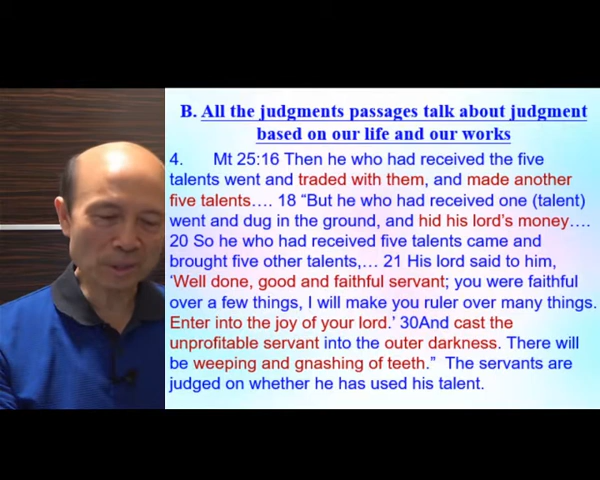 B. All the judgments passages talk about judgment
based on our life and our works
4. Mt 25:16 Then he who had received the five
talents went and traded with them, and made another
five talents…. 18 “But he who had received one (talent)
went and dug in the ground, and hid his lord’s money….
20 So he who had received five talents came and
brought five other talents,… 21 His lord said to him,
‘Well done, good and faithful servant; you were faithful
over a few things, I will make you ruler over many things.
Enter into the joy of your lord.’ 30And cast the
unprofitable servant into the outer darkness. There will
be weeping and gnashing of teeth.” The servants are
judged on whether he has used his talent.